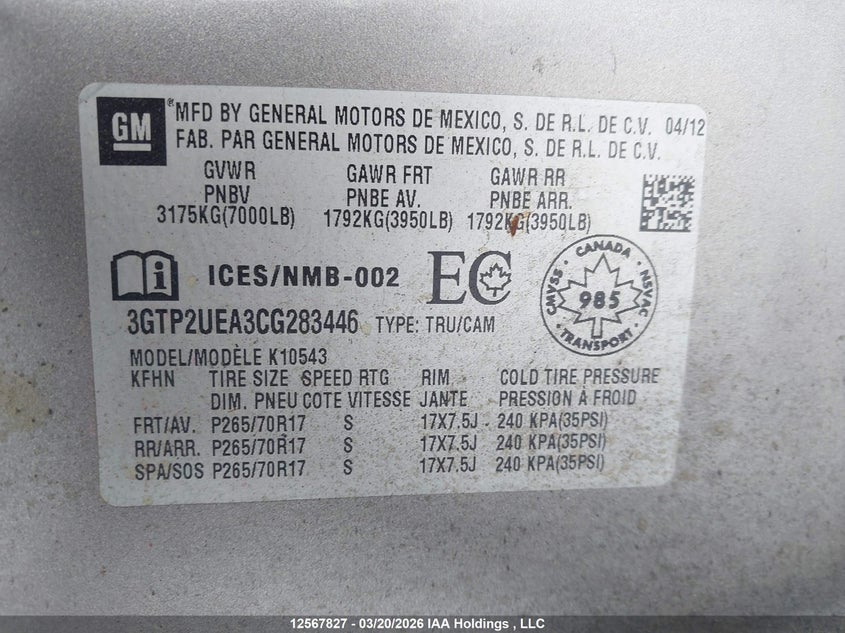 GM
®MFD BY GENERAL MOTORS DE MEXICO, S. DE R.L. DE C.V. 04/12
FAB. PAR GENERAL MOTORS DE MEXICO, S. DE R.L. DE C.V.
GVWR GAWR FRT GAWR RR
PNBV PNBE AV. PNBE ARR.
3175KG(7000LB) 1792KG(3950LB) 1792KG(3950LB)
i ICES/NMB-002 EC
CANADA
CMVSS 985 NSVAC
TRANSPORT
3GTP2UEA3CG283446 TYPE: TRU/CAM
MODEL/MODÈLE K10543
KFHN TIRE SIZE SPEED RTG RIM COLD TIRE PRESSURE
DIM. PNEU COTE VITESSE JANTE PRESSION À FROID
FRT/AV. P265/70R17 S 17X7.5J 240 KPA(35PSI)
RR/ARR. P265/70R17 S 17X7.5J 240 KPA(35PSI)
SPA/SOS P265/70R17 S 17X7.5J 240 KPA(35PSI)
12567827 - 03/20/2026 IAA Holdings , LLC